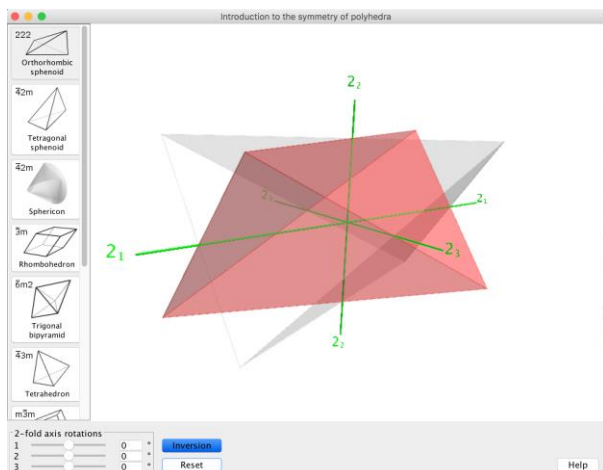 Introduction to the symmetry of polyhedra
222
Orthorhombic
sphenoid
4̅2m
Tetragonal
sphenoid
4̅2m
Sphericon
3̅m
Rhombohedron
6̅m2
Trigonal
bipyramid
4̅3m
Tetrahedron
m3̅m
2₂
2₃
2₁
2₁
2₃
2₂
2-fold axis rotations
1 0 °
2 0 °
3 0 °
Inversion
Reset
Help